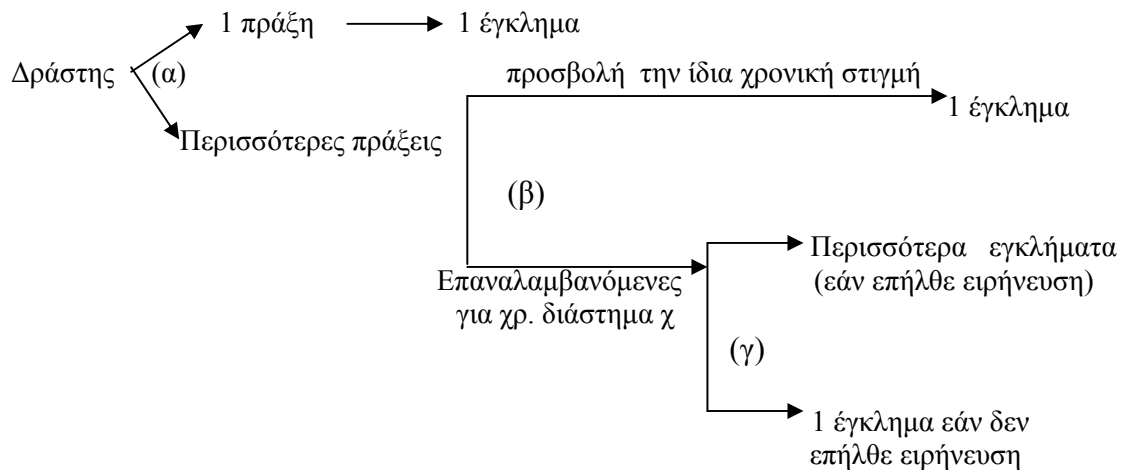 1 πράξη
1 έγκλημα
Δράστης
(α)
προσβολή  την ίδια χρονική στιγμή
1 έγκλημα
Περισσότερες πράξεις
(β)
Περισσότερα  εγκλήματα
(εάν επήλθε ειρήνευση)
Επαναλαμβανόμενες
για χρ. διάστημα χ
(γ)
1 έγκλημα εάν δεν
επήλθε ειρήνευση